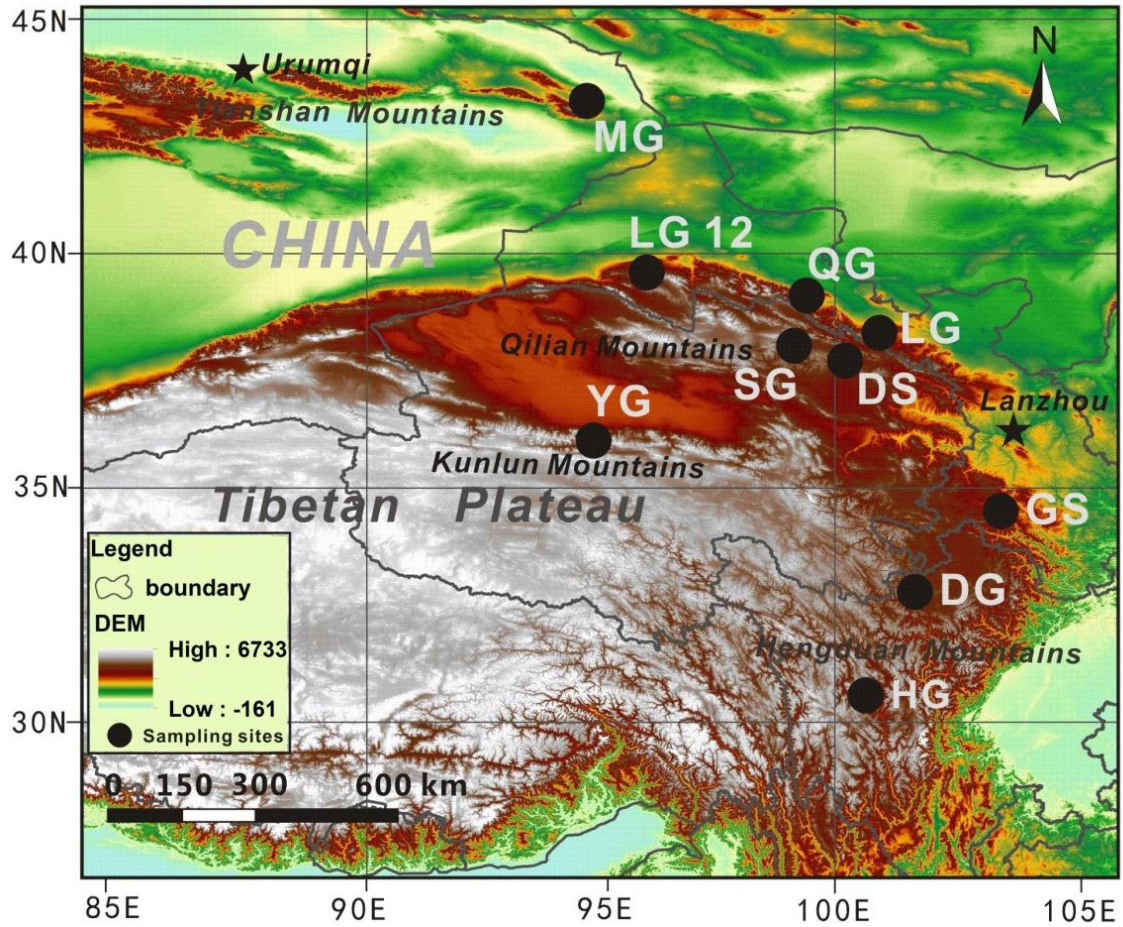 45N
N
Urumqi
Tianshan Mountains
MG
40N
CHINA
LG 12
QG
LG
Qilian Mountains
SG
DS
YG
Lanzhou
Kunlun Mountains
35N
Tibetan Plateau
GS
Legend
boundary
DG
DEM
High : 6733
Hengduan Mountains
Low : -161
HG
30N
Sampling sites
0 150 300 600 km
85E 90E 95E 100E 105E